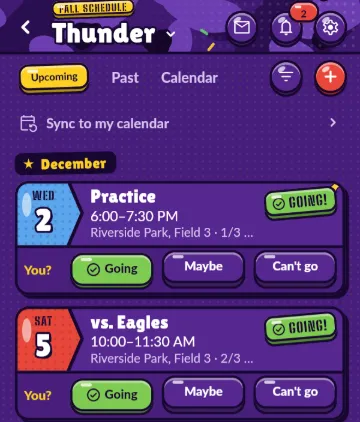 FALL SCHEDULE
Thunder
2
Upcoming
Past
Calendar
Sync to my calendar
★ December
WED
2
Practice
6:00–7:30 PM
Riverside Park, Field 3 · 1/3 ...
GOING!
You?
Going
Maybe
Can't go
SAT
5
vs. Eagles
10:00–11:30 AM
Riverside Park, Field 3 · 2/3 ...
GOING!
You?
Going
Maybe
Can't go